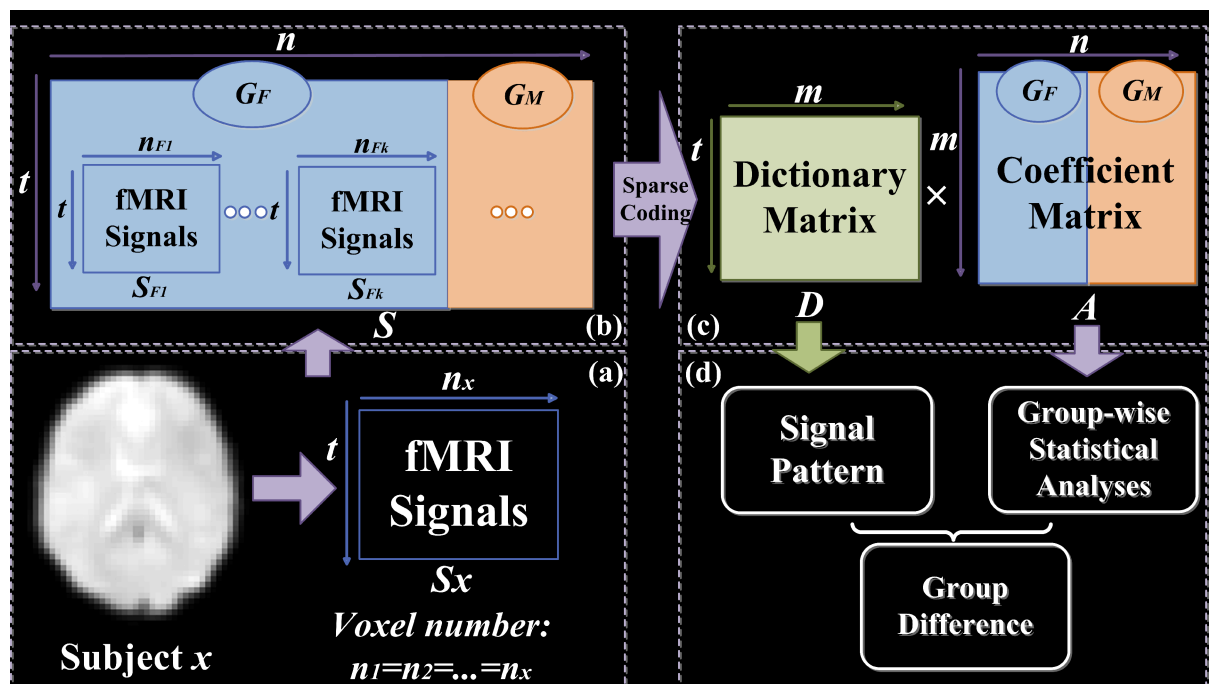 n
G_F
G_M
n_F1
n_Fk
t
t
fMRI
Signals
t
fMRI
Signals
S_F1
S_Fk
S
(b)
Sparse
Coding
n
G_F
G_M
m
m
t
Dictionary
Matrix
×
Coefficient
Matrix
D
A
(c)
(a)
n_x
t
fMRI
Signals
Sx
Subject x
Voxel number:
n_1=n_2=...=n_x
(d)
Signal
Pattern
Group-wise
Statistical
Analyses
Group
Difference